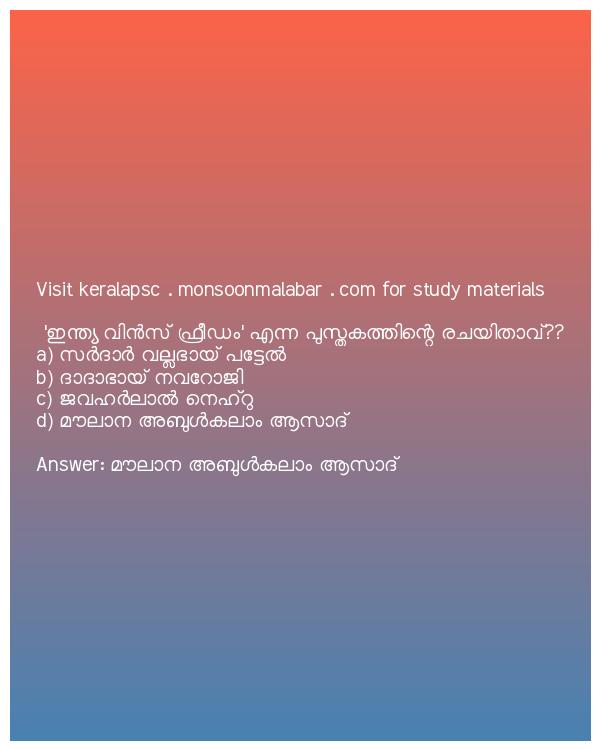 Visit keralapsc . monsoonmalabar . com for study materials
'ഇന്ത്യ വിൻസ് ഫ്രീഡം' എന്ന പുസ്തകത്തിന്റെ രചയിതാവ്??
a) സർദാർ വല്ലഭായ് പട്ടേൽ
b) ദാദാഭായ് നവറോജി
c) ജവഹർലാൽ നെഹ്റു
d) മൗലാന അബുൾകലാം ആസാദ്
Answer: മൗലാന അബുൾകലാം ആസാദ്